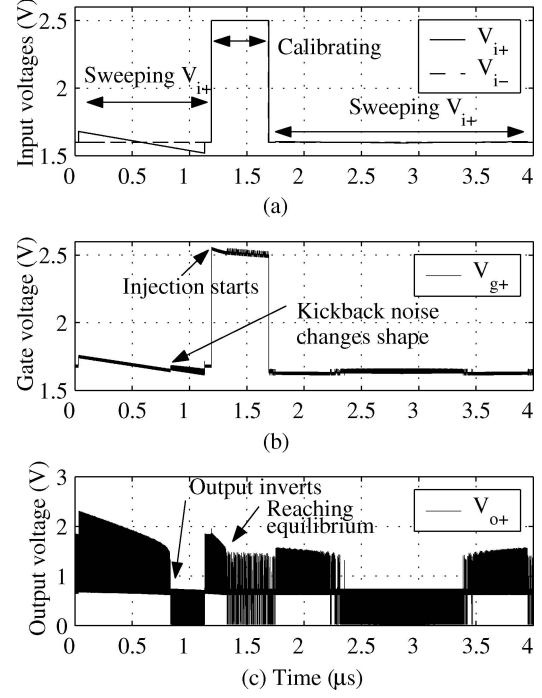 Input voltages (V)
2.5
2
1.5
Sweeping V_{i+}
Calibrating
V_{i+}
V_{i−}
Sweeping V_{i+}
0 0.5 1 1.5 2 2.5 3 3.5 4
(a)
Gate voltage (V)
2.5
2
1.5
Injection starts
Kickback noise
changes shape
V_{g+}
0 0.5 1 1.5 2 2.5 3 3.5 4
(b)
Output voltage (V)
3
2
1
0
Output inverts
Reaching
equilibrium
V_{o+}
0 0.5 1 1.5 2 2.5 3 3.5 4
(c) Time (μs)